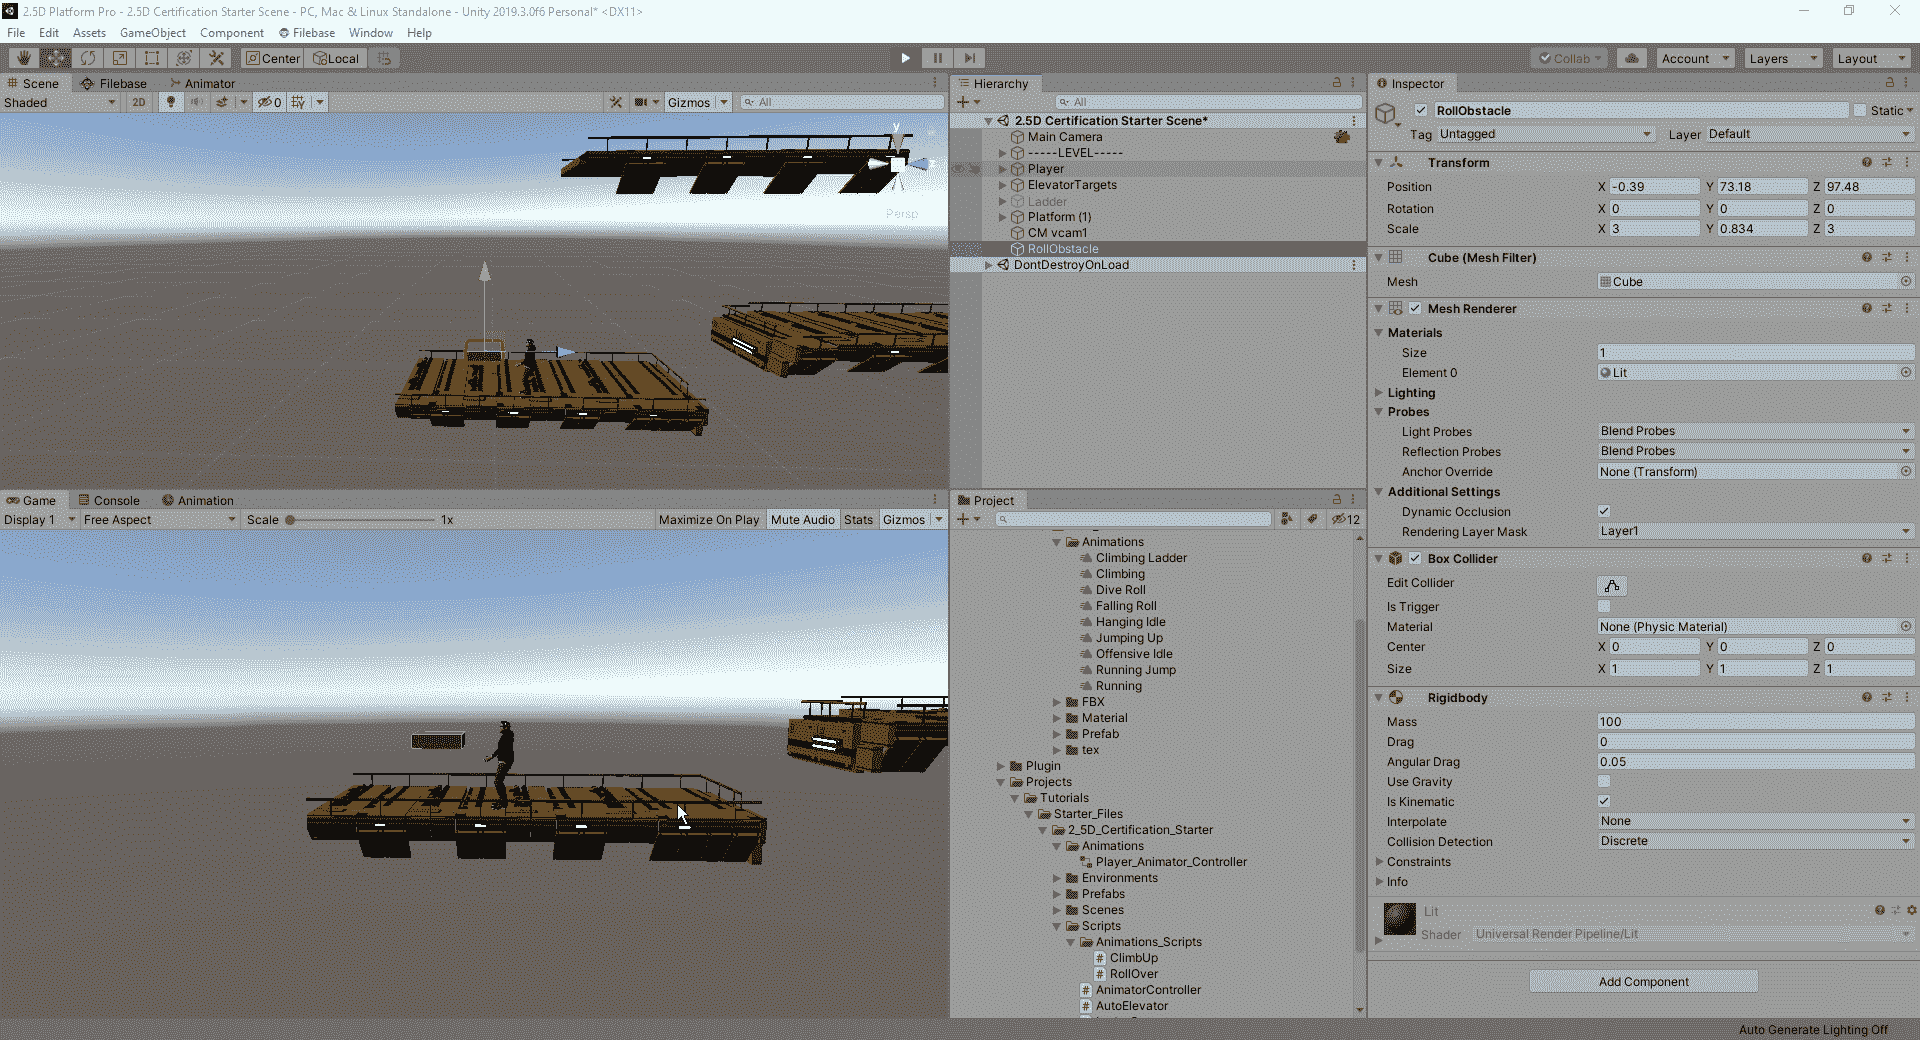 2.5D Platform Pro - 2.5D Certification Starter Scene - PC, Mac & Linux Standalone - Unity 2019.3.0f6 Personal* <DX11>
File Edit Assets GameObject Component Filebase Window Help
Center Local Collab Account Layers Layout
Scene Filebase Animator
Shaded 2D 0 Gizmos All
y
Persp
Game Console Animation
Display 1 Free Aspect Scale 1x Maximize On Play Mute Audio Stats Gizmos
Hierarchy
All
2.5D Certification Starter Scene*
Main Camera
-----LEVEL-----
Player
ElevatorTargets
Ladder
Platform (1)
CM vcam1
RollObstacle
DontDestroyOnLoad
Project
12
Animations
Climbing Ladder
Climbing
Dive Roll
Falling Roll
Hanging Idle
Jumping Up
Offensive Idle
Running Jump
Running
FBX
Material
Prefab
tex
Plugin
Projects
Tutorials
Starter_Files
2_5D_Certification_Starter
Animations
Player_Animator_Controller
Environments
Prefabs
Scenes
Scripts
Animations_Scripts
ClimbUp
RollOver
AnimatorController
AutoElevator
Inspector
RollObstacle Static
Tag Untagged Layer Default
Transform
Position X -0.39 Y 73.18 Z 97.48
Rotation X 0 Y 0 Z 0
Scale X 3 Y 0.834 Z 3
Cube (Mesh Filter)
Mesh Cube
Mesh Renderer
Materials
Size 1
Element 0 Lit
Lighting
Probes
Light Probes Blend Probes
Reflection Probes Blend Probes
Anchor Override None (Transform)
Additional Settings
Dynamic Occlusion
Rendering Layer Mask Layer1
Box Collider
Edit Collider
Is Trigger
Material None (Physic Material)
Center X 0 Y 0 Z 0
Size X 1 Y 1 Z 1
Rigidbody
Mass 100
Drag 0
Angular Drag 0.05
Use Gravity
Is Kinematic
Interpolate None
Collision Detection Discrete
Constraints
Info
Lit
Shader Universal Render Pipeline/Lit
Add Component
Auto Generate Lighting Off